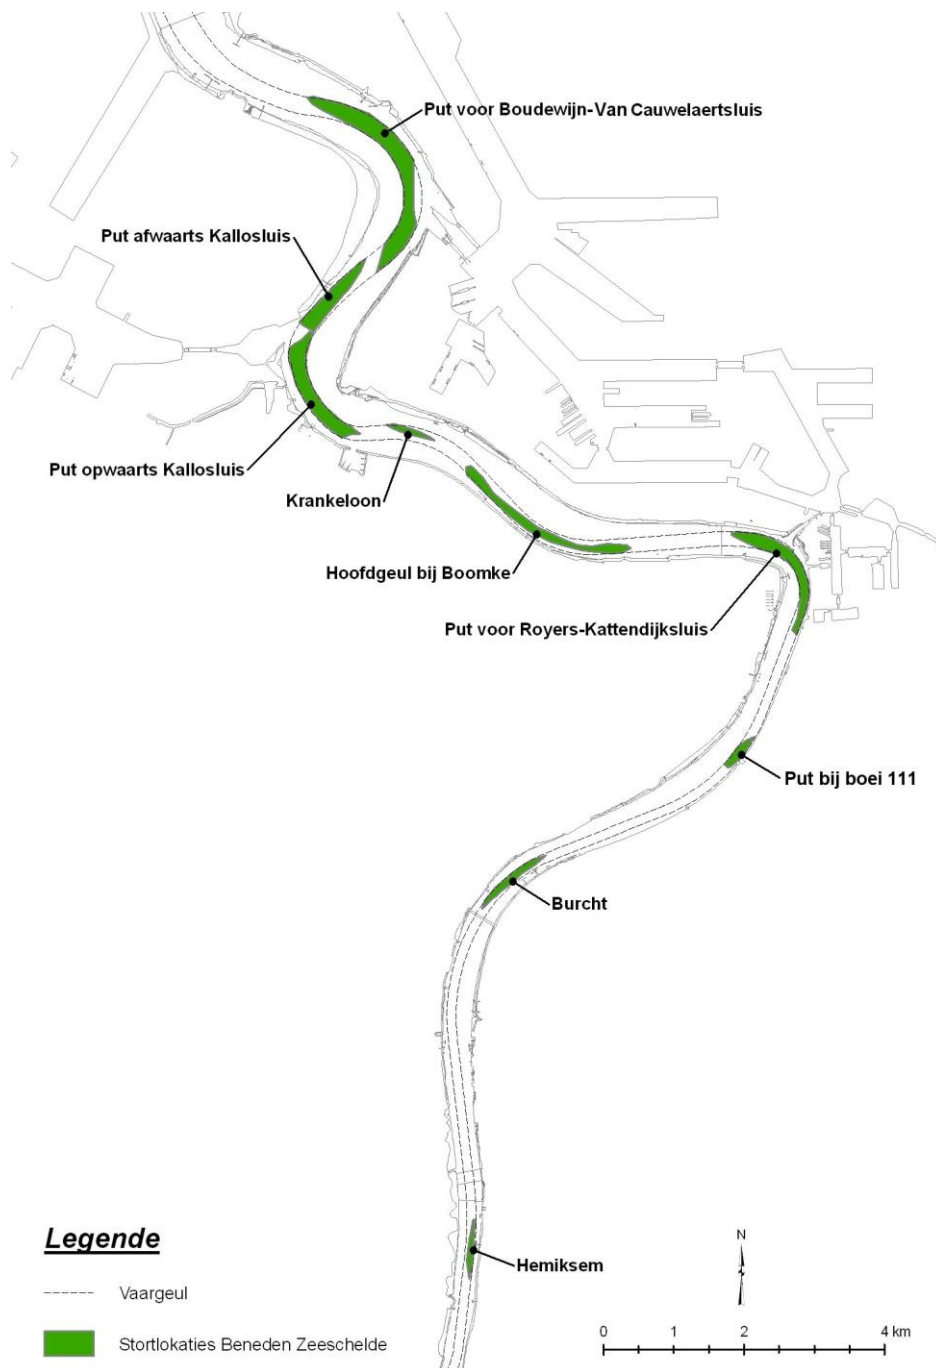 Put voor Boudewijn-Van Cauwelaertsluis
Put afwaarts Kallosluis
Put opwaarts Kallosluis
Krankeloon
Hoofdgeul bij Boomke
Put voor Royers-Kattendijksluis
Put bij boei 111
Burcht
Hemiksem
Legende
Vaargeul
Stortlokaties Beneden Zeeschelde
N
0 1 2 4 km